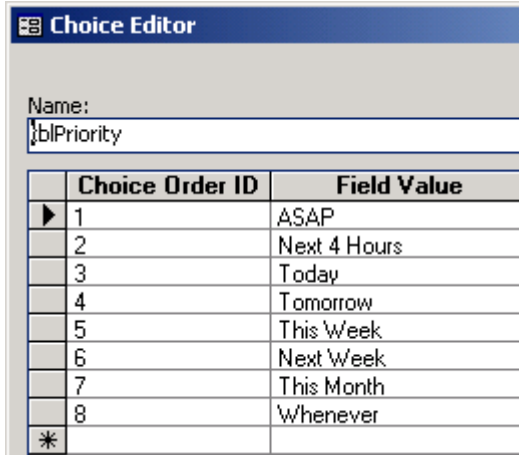 Choice Editor
Name:
tblPriority
Choice Order ID Field Value
1 ASAP
2 Next 4 Hours
3 Today
4 Tomorrow
5 This Week
6 Next Week
7 This Month
8 Whenever